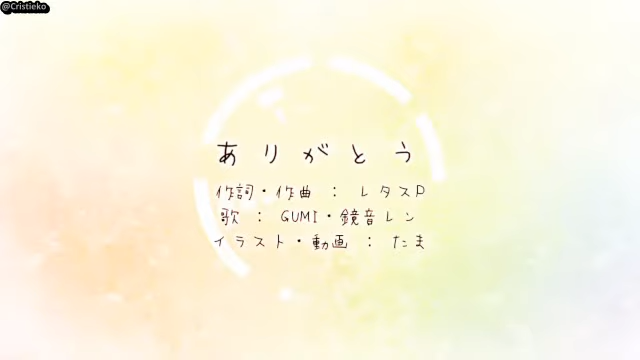 @Cristieko
ありがとう
作詞・作曲 : レタスP
歌 : GUMI・鏡音レン
イラスト・動画 : たま